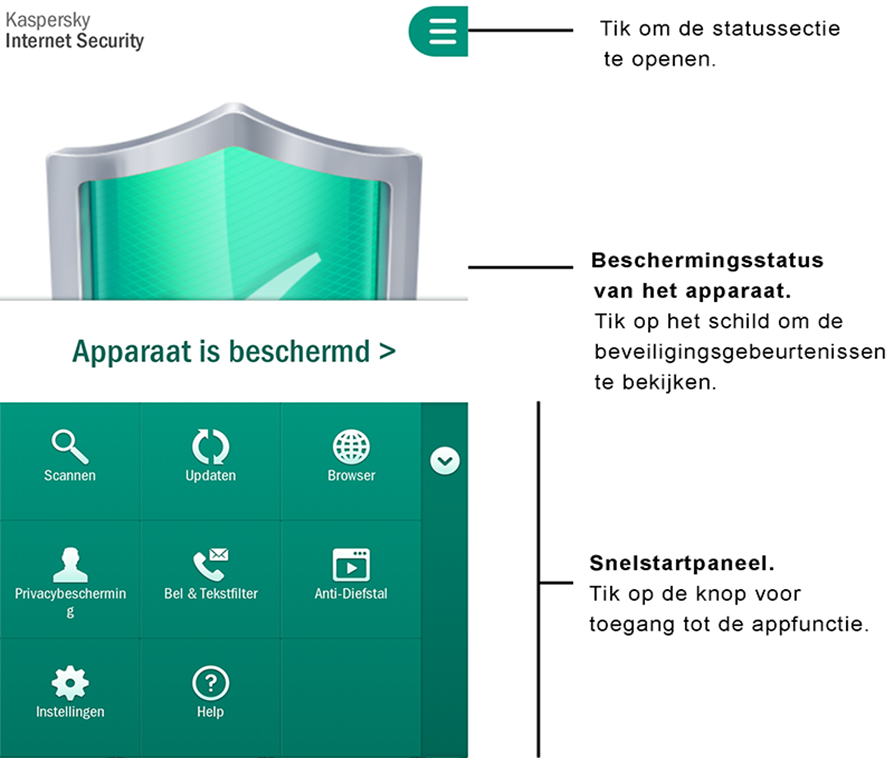 Kaspersky
Internet Security
Tik om de statussectie
te openen.
Beschermingsstatus
van het apparaat.
Tik op het schild om de
beveiligingsgebeurtenissen
te bekijken.
Apparaat is beschermd >
Scannen
Updaten
Browser
Privacybeschermin
g
Bel & Tekstfilter
Anti-Diefstal
Instellingen
Help
Snelstartpaneel.
Tik op de knop voor
toegang tot de appfunctie.